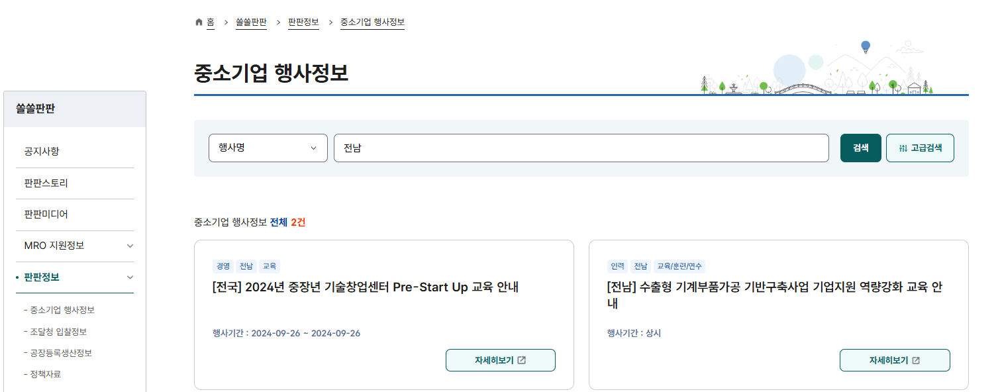 홈 > 쏠쏠판판 > 판판정보 > 중소기업 행사정보
중소기업 행사정보
쏠쏠판판
공지사항
판판스토리
판판미디어
MRO 지원정보
판판정보
- 중소기업 행사정보
- 조달청 입찰정보
- 공장등록생산정보
- 정책자료
행사명
전남
검색
고급검색
중소기업 행사정보 전체 2건
경영 전남 교육
[전국] 2024년 중장년 기술창업센터 Pre-Start Up 교육 안내
행사기간 : 2024-09-26 ~ 2024-09-26
자세히보기
인력 전남 교육/훈련/연수
[전남] 수출형 기계부품가공 기반구축사업 기업지원 역량강화 교육 안
내
행사기간 : 상시
자세히보기